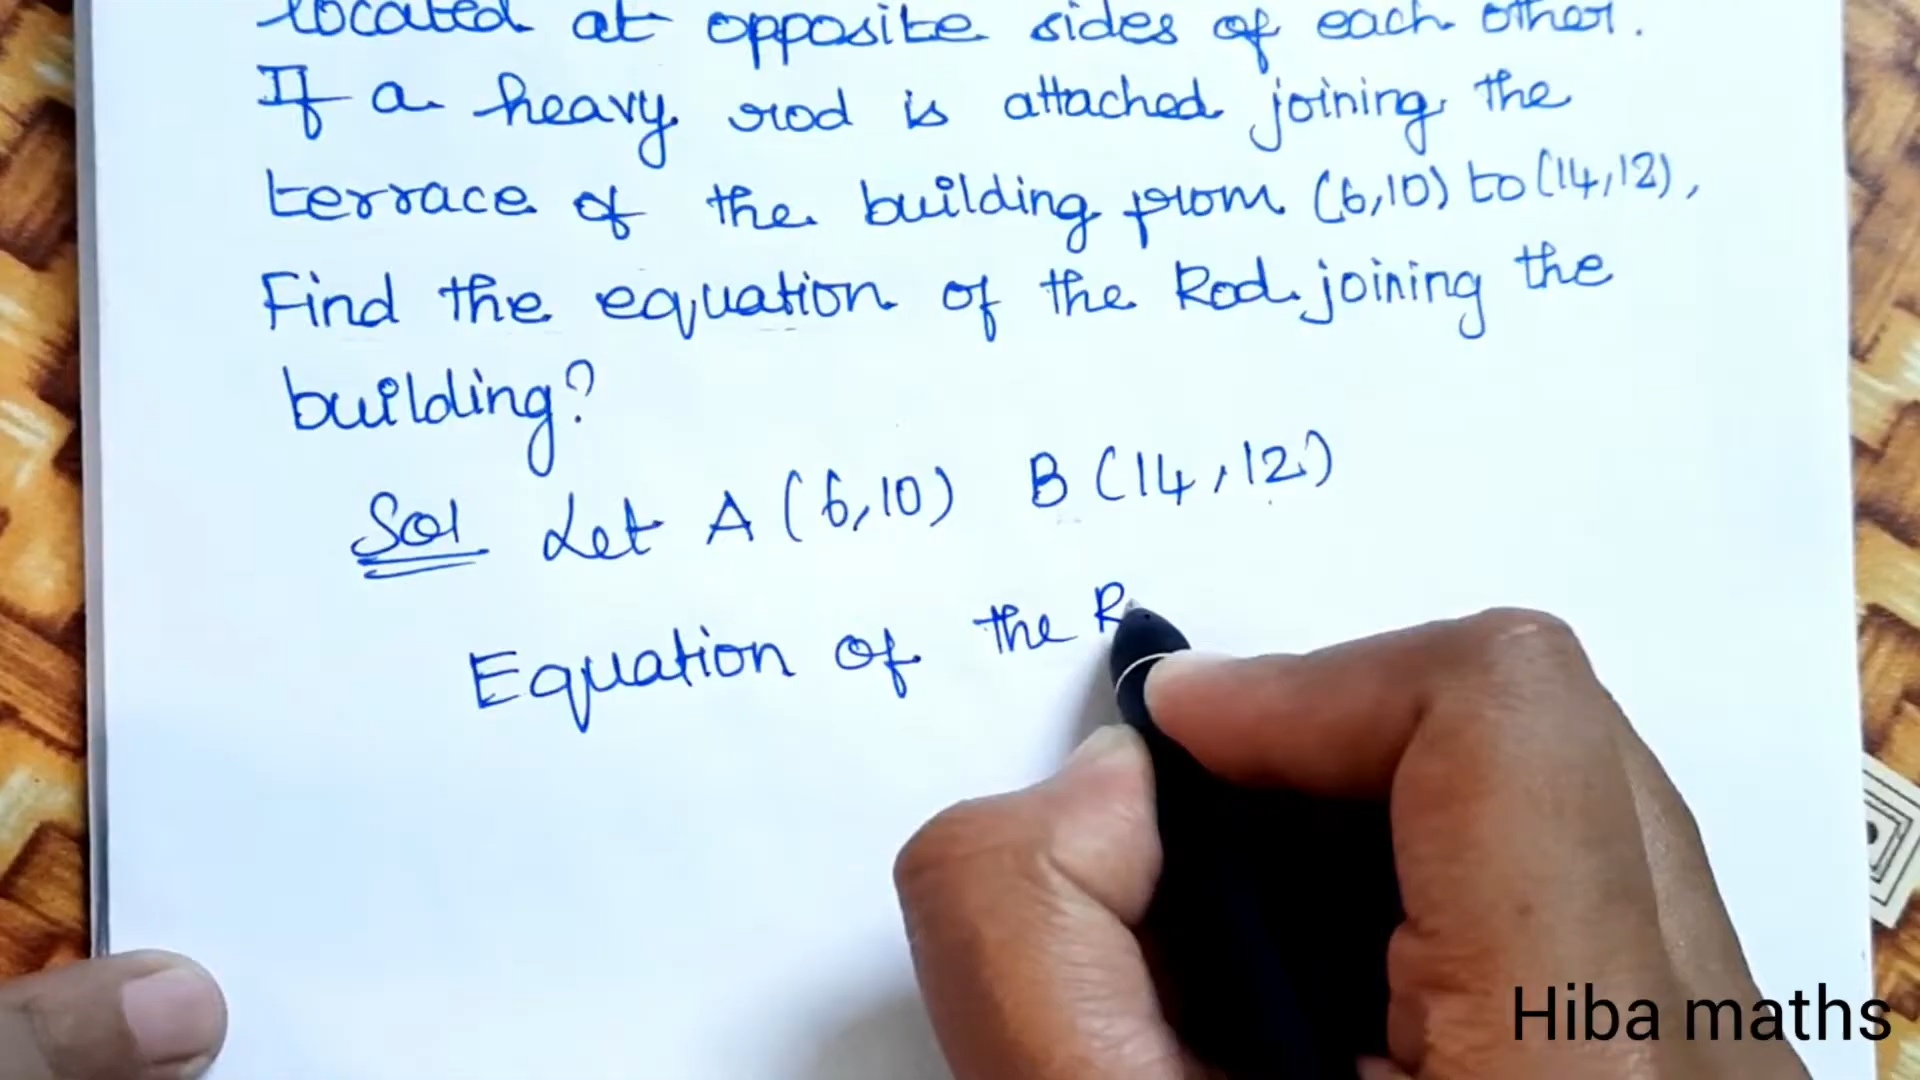 located at opposite sides of each other.
If a heavy rod is attached joining the
terrace of the building from (6,10) to (14,12),
Find the equation of the Rod joining the
building?
Sol Let A (6,10) B (14,12)
Equation of the R
Hiba maths